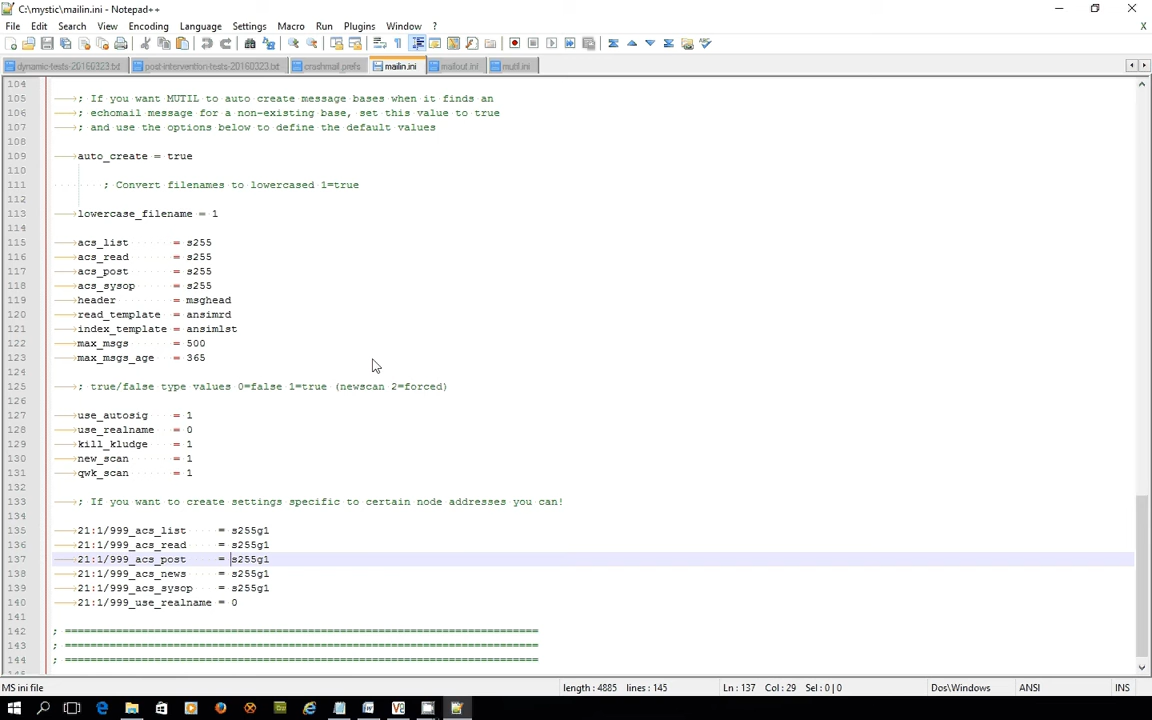 C:\mystic\mailin.ini - Notepad++
File Edit Search View Encoding Language Settings Macro Run Plugins Window ?
X
dynamic-tests-20160323.txt post-intervention-tests-20160323.txt crashmail.prefs mailin.ini mailout.ini mutil.ini
104
105 ; If you want MUTIL to auto create message bases when it finds an
106 ; echomail message for a non-existing base, set this value to true
107 ; and use the options below to define the default values
108
109 auto_create = true
110
111 ; Convert filenames to lowercased 1=true
112
113 lowercase_filename = 1
114
115 acs_list = s255
116 acs_read = s255
117 acs_post = s255
118 acs_sysop = s255
119 header = msghead
120 read_template = ansimrd
121 index_template = ansimlst
122 max_msgs = 500
123 max_msgs_age = 365
124
125 ; true/false type values 0=false 1=true (newscan 2=forced)
126
127 use_autosig = 1
128 use_realname = 0
129 kill_kludge = 1
130 new_scan = 1
131 qwk_scan = 1
132
133 ; If you want to create settings specific to certain node addresses you can!
134
135 21:1/999_acs_list = s255g1
136 21:1/999_acs_read = s255g1
137 21:1/999_acs_post = s255g1
138 21:1/999_acs_news = s255g1
139 21:1/999_acs_sysop = s255g1
140 21:1/999_use_realname = 0
141
142 ; ==========================================================================
143 ; ==========================================================================
144 ; ==========================================================================
145
MS ini file length : 4885 lines : 145 Ln : 137 Col : 29 Sel : 0 | 0 Dos\Windows ANSI INS